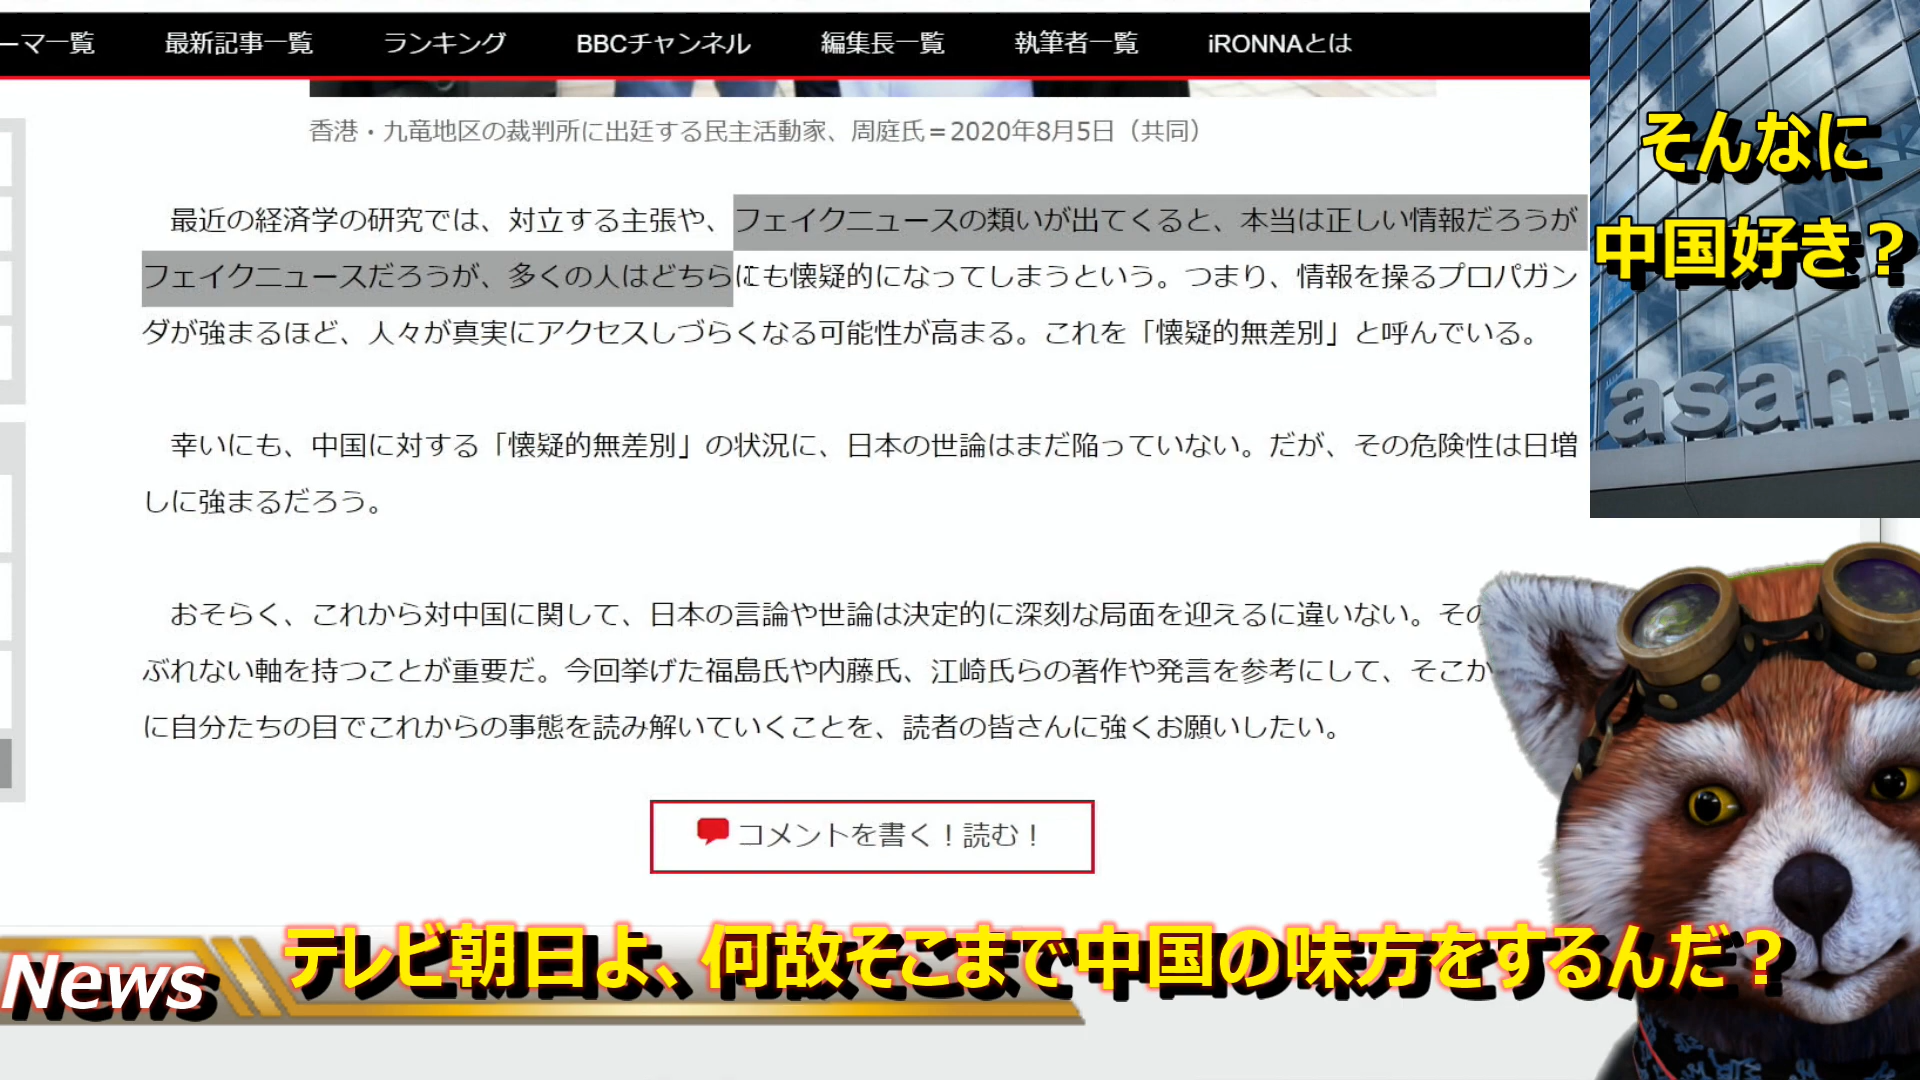 ーマ一覧 最新記事一覧 ランキング BBCチャンネル 編集長一覧 執筆者一覧 iRONNAとは
香港・九竜地区の裁判所に出廷する民主活動家、周庭氏＝2020年8月5日（共同）
最近の経済学の研究では、対立する主張や、フェイクニュースの類いが出てくると、本当は正しい情報だろうが
フェイクニュースだろうが、多くの人はどちらにも懐疑的になってしまうという。つまり、情報を操るプロパガン
ダが強まるほど、人々が真実にアクセスしづらくなる可能性が高まる。これを「懐疑的無差別」と呼んでいる。
幸いにも、中国に対する「懐疑的無差別」の状況に、日本の世論はまだ陥っていない。だが、その危険性は日増
しに強まるだろう。
おそらく、これから対中国に関して、日本の言論や世論は決定的に深刻な局面を迎えるに違いない。その
ぶれない軸を持つことが重要だ。今回挙げた福島氏や内藤氏、江崎氏らの著作や発言を参考にして、そこか
に自分たちの目でこれからの事態を読み解いていくことを、読者の皆さんに強くお願いしたい。
コメントを書く！読む！
そんなに
中国好き？
asahi
News
テレビ朝日よ、何故そこまで中国の味方をするんだ？